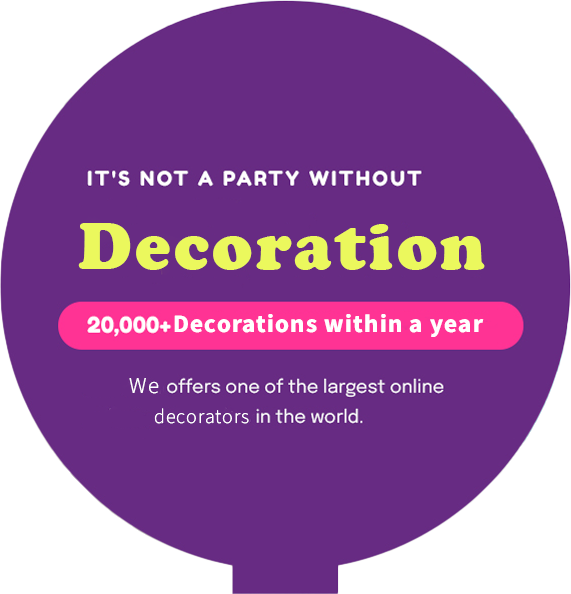 IT'S NOT A PARTY WITHOUT
Decoration
20,000+Decorations within a year
We offers one of the largest online
decorators in the world.